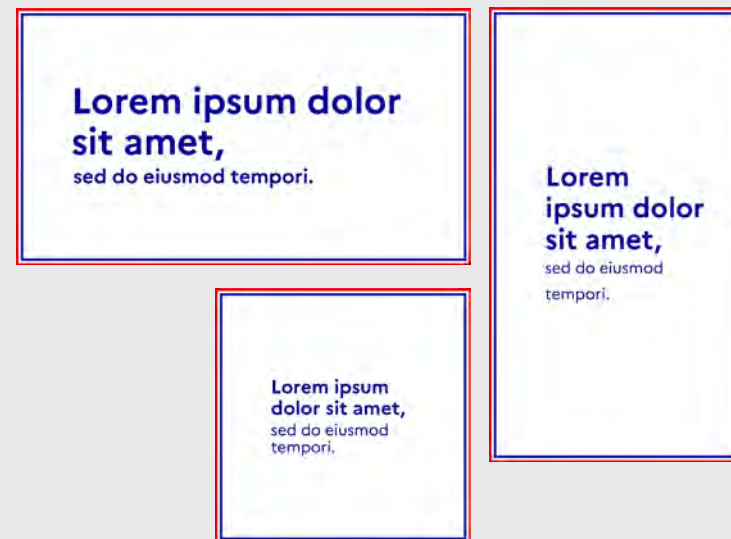 Lorem ipsum dolor
sit amet,
sed do eiusmod tempori.
Lorem
ipsum dolor
sit amet,
sed do eiusmod
tempori.
Lorem ipsum
dolor sit amet,
sed do eiusmod
tempori.